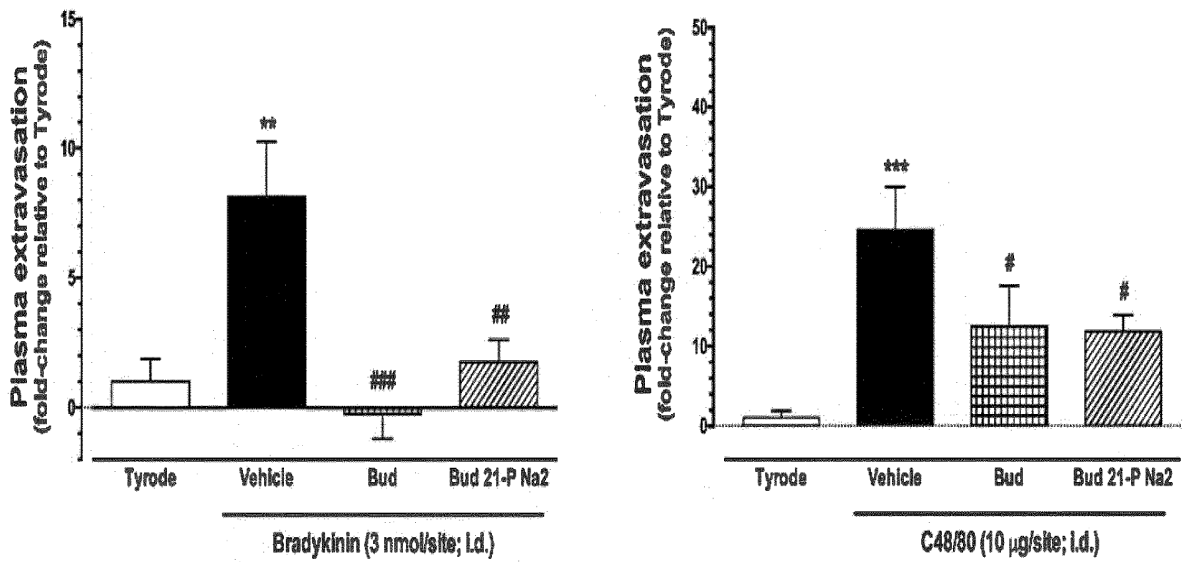 Plasma extravasation
(fold-change relative to Tyrode)
15
10
5
0
**
###
##
Tyrode
Vehicle
Bud
Bud 21-P Na2
Bradykinin (3 nmol/site; i.d.)
Plasma extravasation
(fold-change relative to Tyrode)
50
40
30
20
10
0
***
#
#
Tyrode
Vehicle
Bud
Bud 21-P Na2
C48/80 (10 µg/site; i.d.)